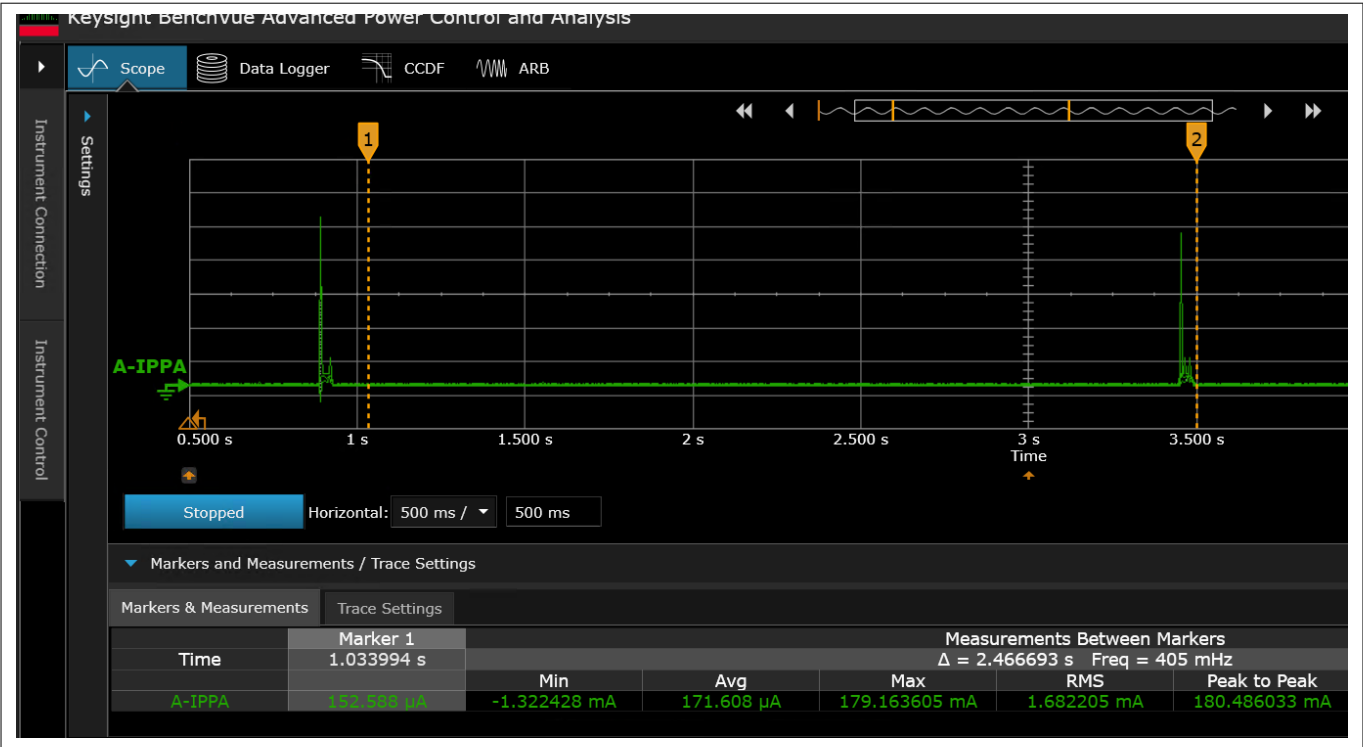 Keysight BenchVue Advanced Power Control and Analysis
Scope
Data Logger
CCDF
ARB
Instrument Connection
Instrument Control
Settings
1
2
A-IPPA
0.500 s
1 s
1.500 s
2 s
2.500 s
3 s
3.500 s
Time
Stopped
Horizontal: 500 ms / 500 ms
Markers and Measurements / Trace Settings
Markers & Measurements Trace Settings
Marker 1 Measurements Between Markers
Time 1.033994 s Δ = 2.466693 s Freq = 405 mHz
Min Avg Max RMS Peak to Peak
A-IPPA 152.588 µA -1.322428 mA 171.608 µA 179.163605 mA 1.682205 mA 180.486033 mA